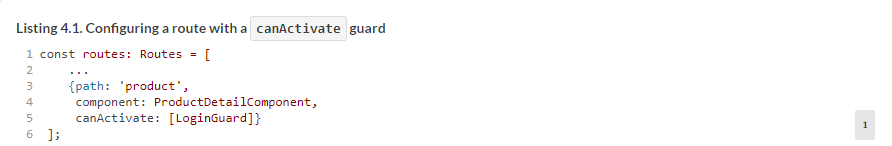 Listing 4.1. Configuring a route with a canActivate guard
1 const routes: Routes = [
2     ...
3     {path: 'product',
4      component: ProductDetailComponent,
5      canActivate: [LoginGuard]}
6  ];
1